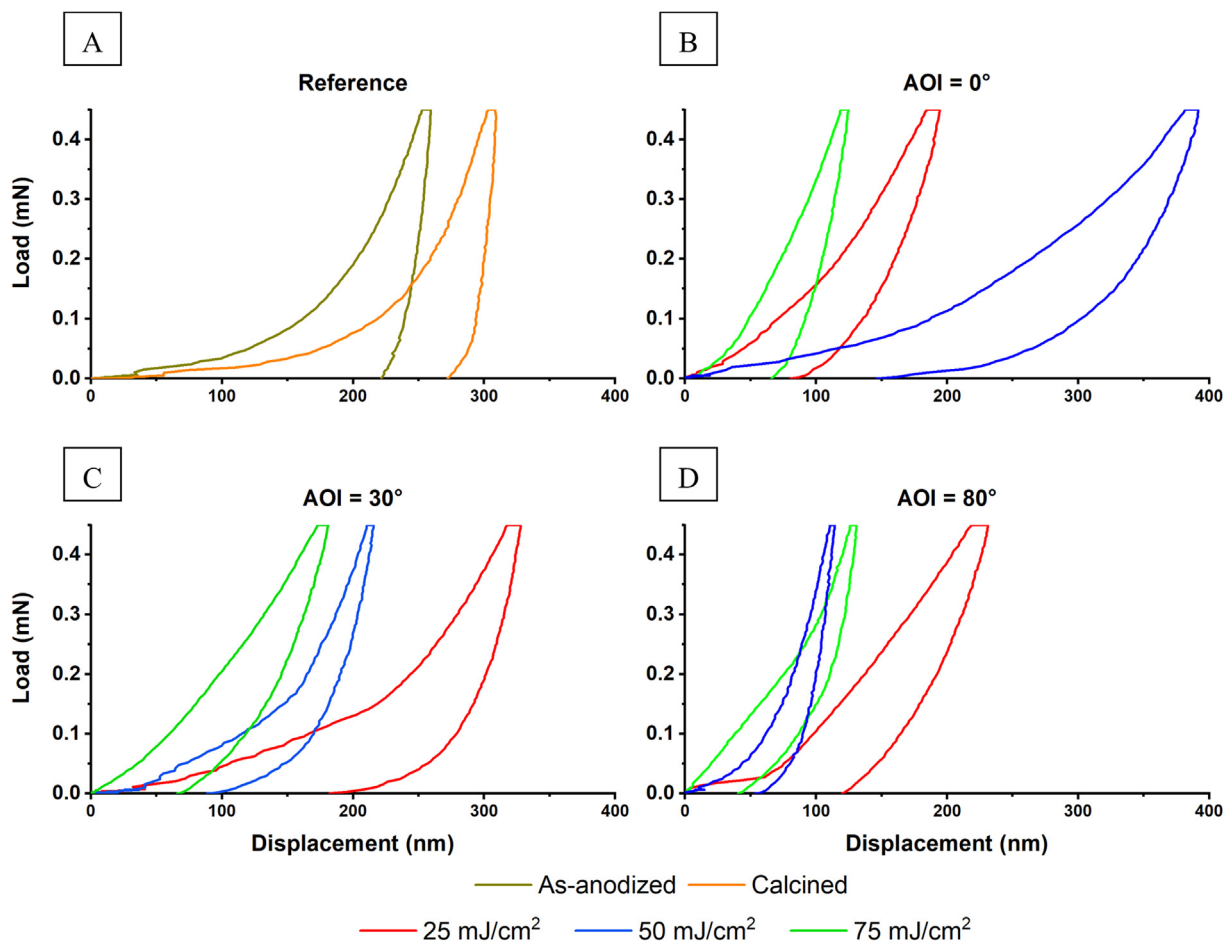 A
B
Reference
AOI = 0°
Load (mN)
0.4
0.3
0.2
0.1
0.0
0 100 200 300 400
0.4
0.3
0.2
0.1
0.0
0 100 200 300 400
C
D
AOI = 30°
AOI = 80°
Load (mN)
0.4
0.3
0.2
0.1
0.0
0 100 200 300 400
0.4
0.3
0.2
0.1
0.0
0 100 200 300 400
Displacement (nm)
Displacement (nm)
As-anodized Calcined
25 mJ/cm² 50 mJ/cm² 75 mJ/cm²